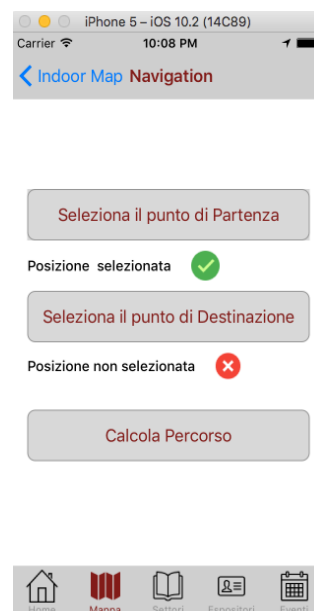 iPhone 5 – iOS 10.2 (14C89)
Carrier 10:08 PM
Indoor Map Navigation
Seleziona il punto di Partenza
Posizione selezionata
Seleziona il punto di Destinazione
Posizione non selezionata
Calcola Percorso
Home Mappa Settori Espositori Eventi